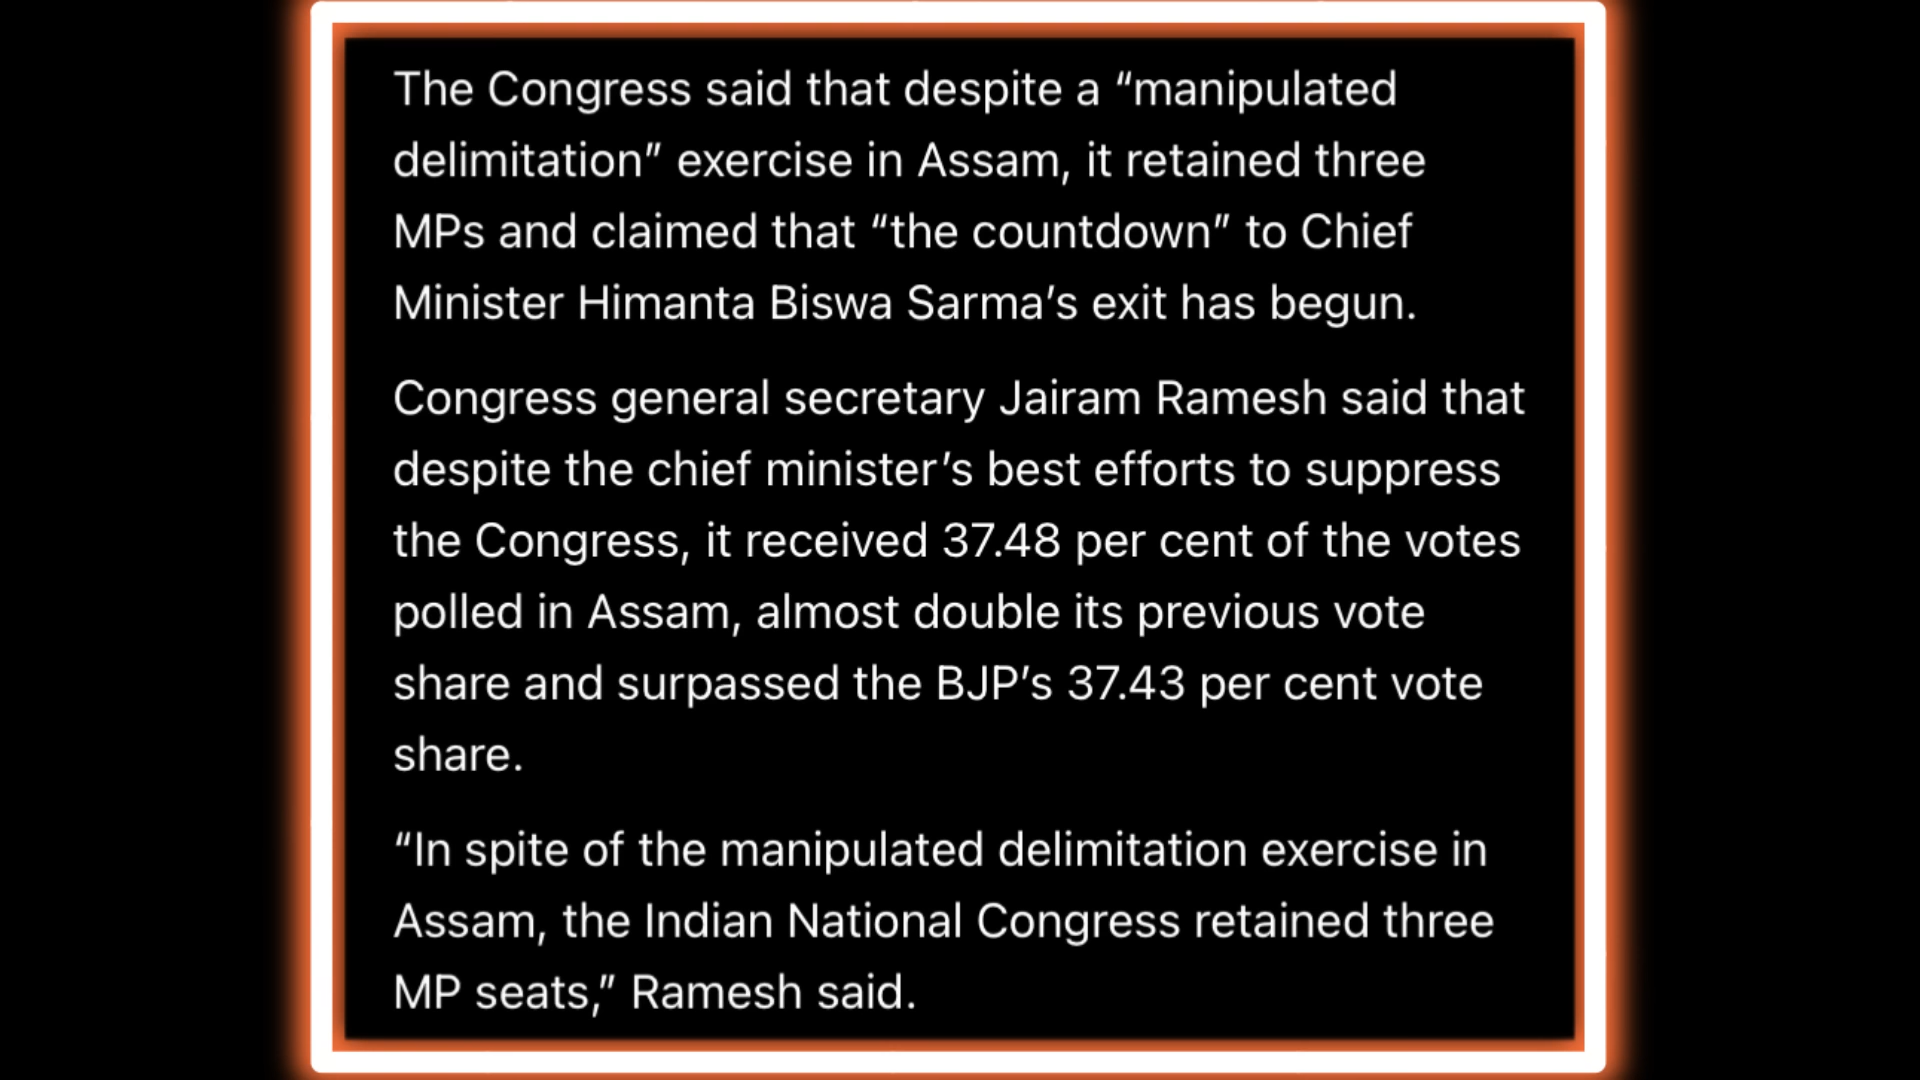 The Congress said that despite a “manipulated
delimitation” exercise in Assam, it retained three
MPs and claimed that “the countdown” to Chief
Minister Himanta Biswa Sarma’s exit has begun.
Congress general secretary Jairam Ramesh said that
despite the chief minister’s best efforts to suppress
the Congress, it received 37.48 per cent of the votes
polled in Assam, almost double its previous vote
share and surpassed the BJP’s 37.43 per cent vote
share.
“In spite of the manipulated delimitation exercise in
Assam, the Indian National Congress retained three
MP seats,” Ramesh said.